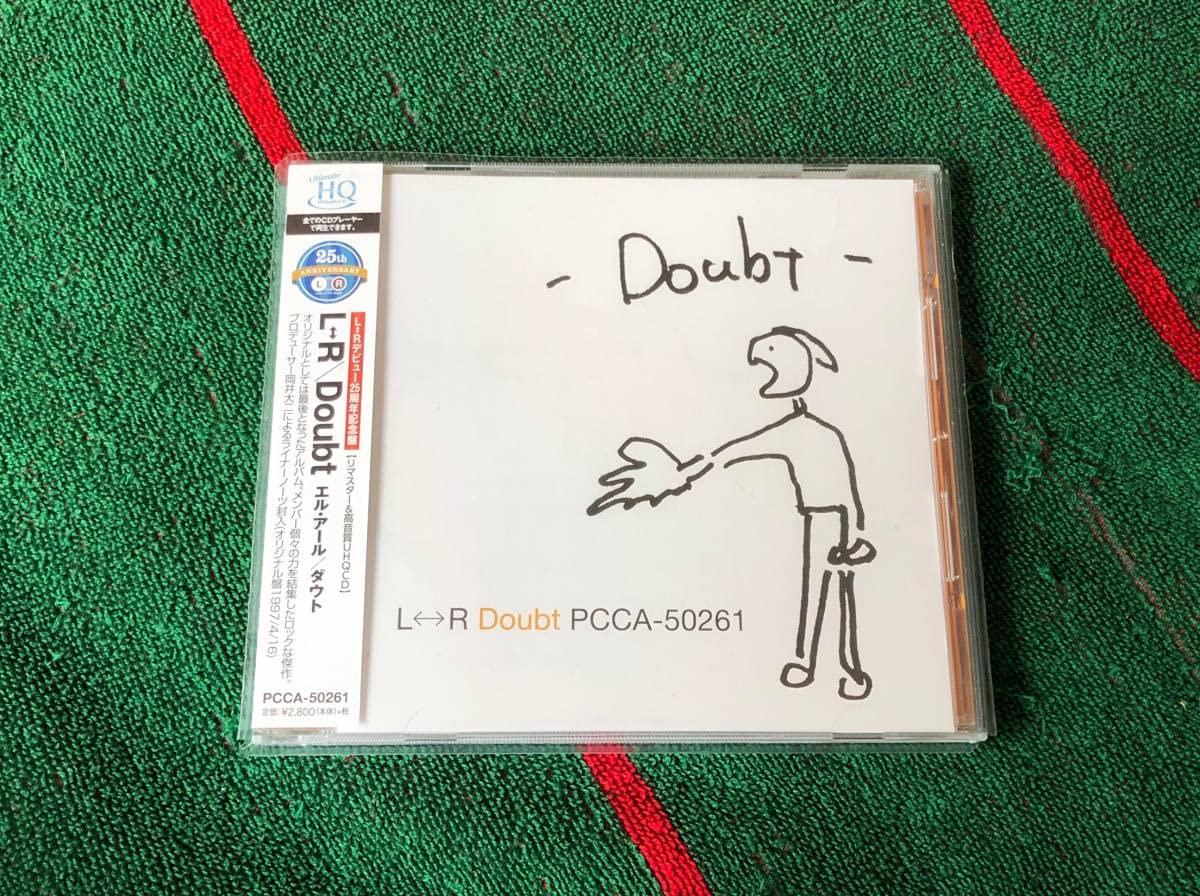 Ultimate
HQ
HiQualityCD
全てのCDプレーヤー
で再生できます。
25th
ANNIVERSARY
L R
L↔Rデビュー25周年記念盤
【リマスター&高音質UHQCD】
L↔R/Doubt エル・アール/ダウト
オリジナルとしては最後となったアルバム。メンバー個々の力を結集したロックな傑作。
プロデューサー岡井大二によるライナーノーツ封入(オリジナル盤1997/4/16)
PCCA-50261
定価:¥2,800(本体)+税
- Doubt -
L↔R Doubt PCCA-50261